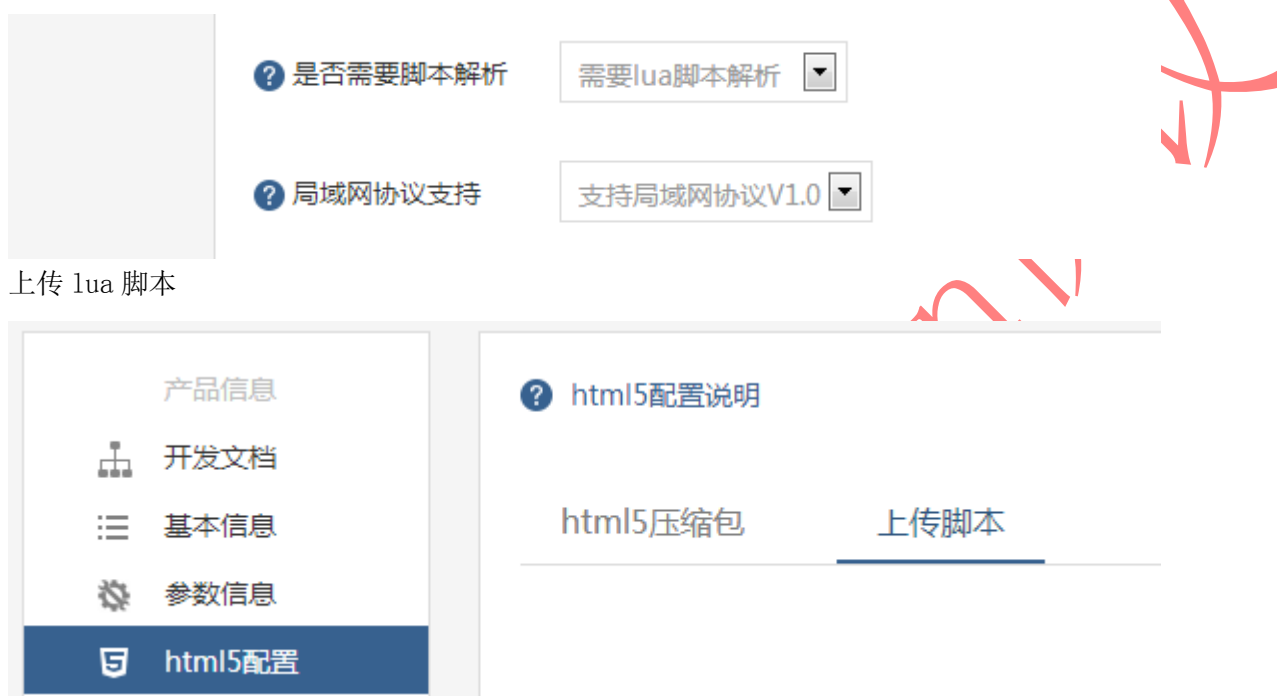 是否需要脚本解析 需要lua脚本解析
局域网协议支持 支持局域网协议V1.0
上传 lua 脚本
产品信息
开发文档
基本信息
参数信息
html5配置
html5配置说明
html5压缩包 上传脚本